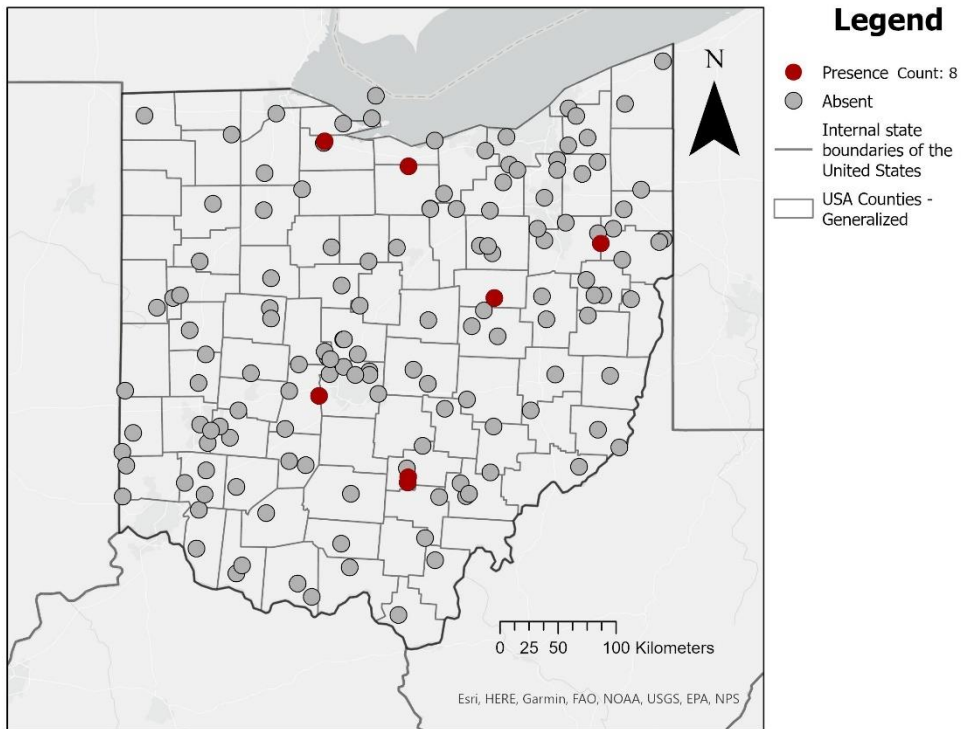 Legend
N
Presence Count: 8
Absent
Internal state
boundaries of the
United States
USA Counties -
Generalized
0 25 50 100 Kilometers
Esri, HERE, Garmin, FAO, NOAA, USGS, EPA, NPS